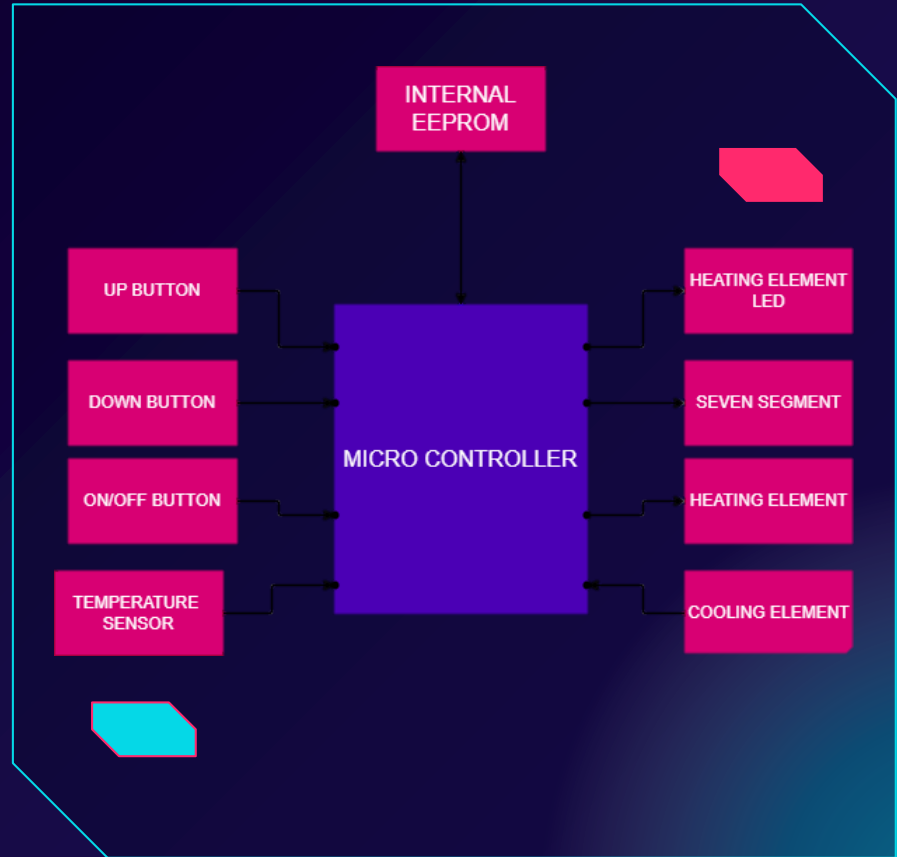 INTERNAL
EEPROM
UP BUTTON
DOWN BUTTON
ON/OFF BUTTON
TEMPERATURE
SENSOR
MICRO CONTROLLER
HEATING ELEMENT
LED
SEVEN SEGMENT
HEATING ELEMENT
COOLING ELEMENT